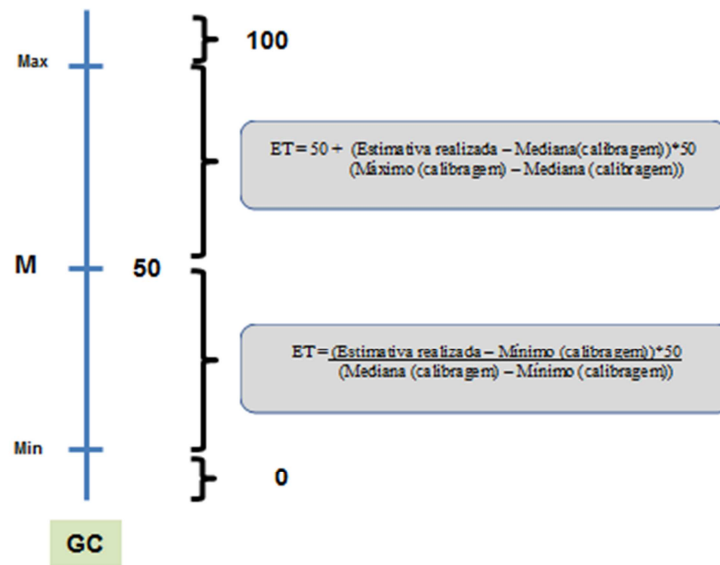 100
Max
ET = 50 + (Estimativa realizada – Mediana(calibragem))*50
(Máximo (calibragem) – Mediana (calibragem))
M
50
ET = (Estimativa realizada – Mínimo (calibragem))*50
(Mediana (calibragem) – Mínimo (calibragem))
Min
0
GC